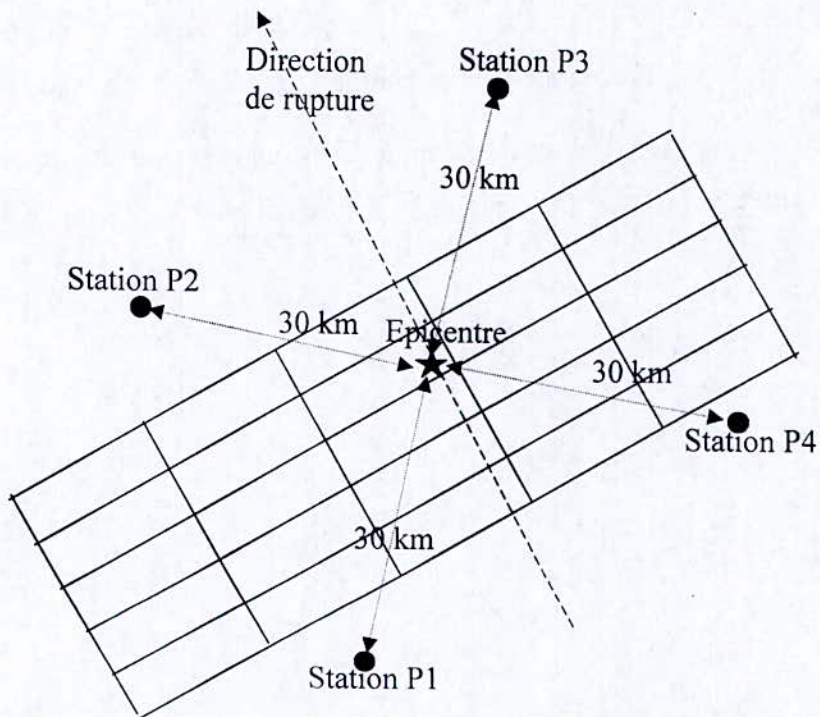 Direction
de rupture
Station P3
30 km
Station P2
30 km
Epicentre
30 km
Station P4
30 km
Station P1